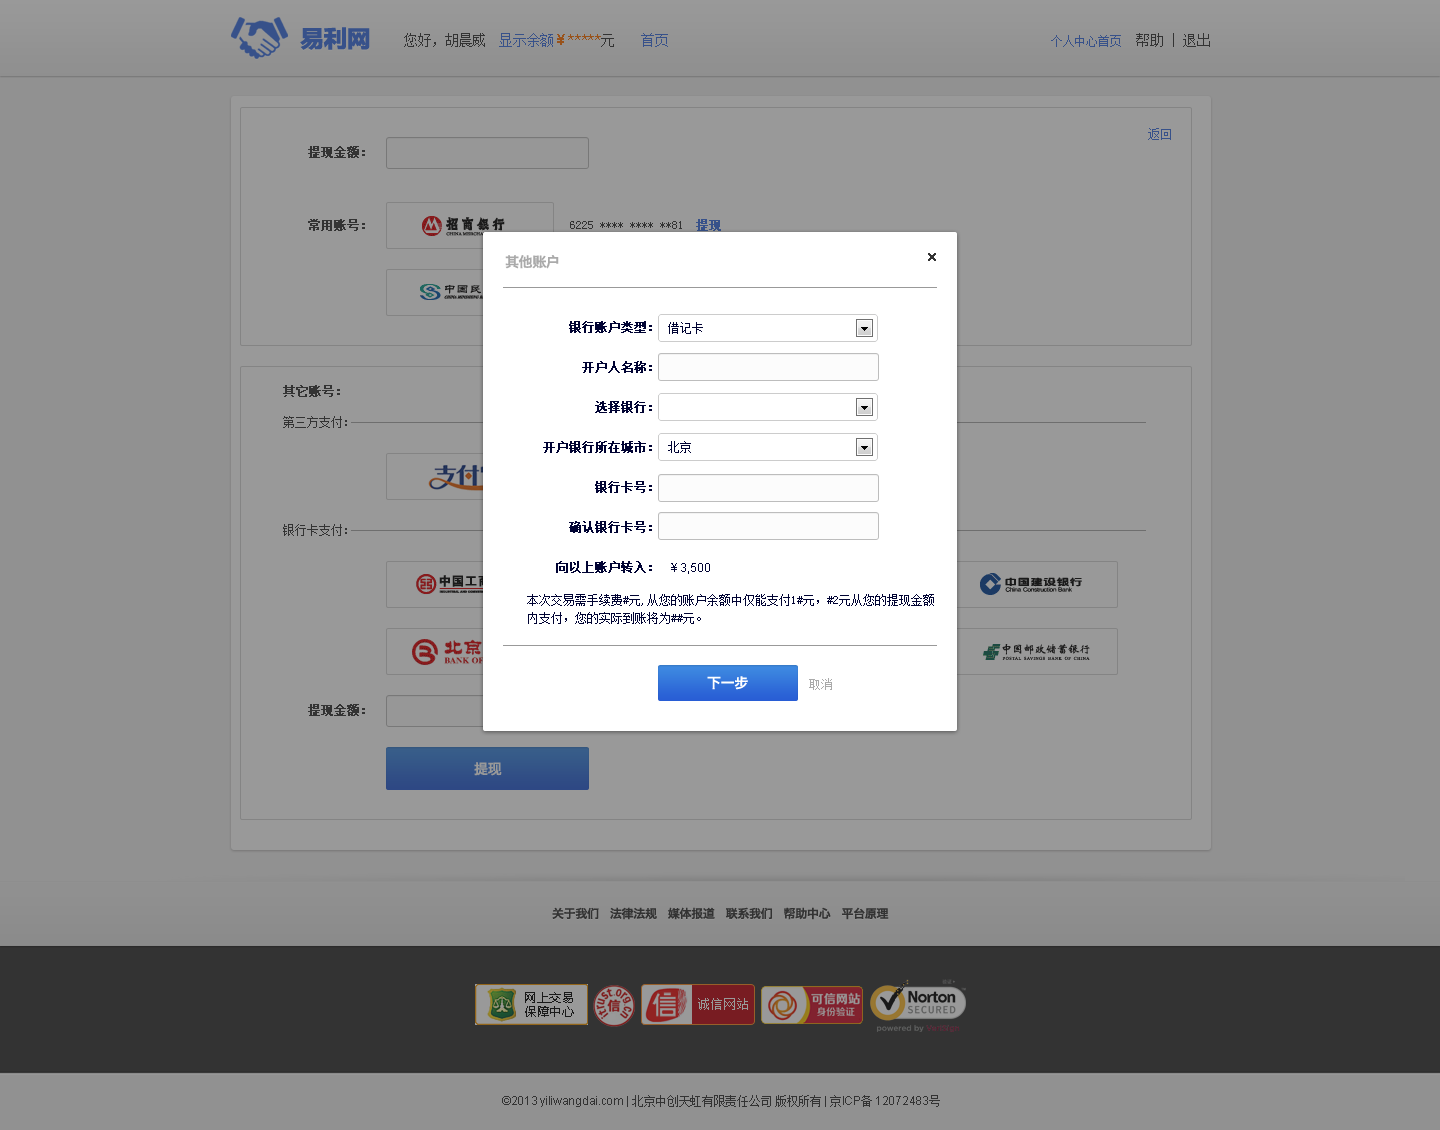 易利网
您好，胡晨威 显示余额¥*****元 首页
个人中心首页 帮助 | 退出
返回
提现金额：
常用账号：
招商银行
6225 **** **** **81 提现
中国民
其它账号：
第三方支付：
支付
银行卡支付：
中国工商
中国建设银行
China Construction Bank
北京
BANK OF
中国邮政储蓄银行
POSTAL SAVINGS BANK OF CHINA
提现金额：
提现
其他账户
×
银行账户类型： 借记卡
开户人名称：
选择银行：
开户银行所在城市： 北京
银行卡号：
确认银行卡号：
向以上账户转入： ¥3,500
本次交易需手续费#元,从您的账户余额中仅能支付1#元，#2元从您的提现金额
内支付，您的实际到账将为##元。
下一步 取消
关于我们 法律法规 媒体报道 联系我们 帮助中心 平台原理
网上交易
保障中心
信
信
诚信网站
可信网站
身份验证
Norton
SECURED
powered by
©2013 yiliwangdai.com | 北京中创天虹有限责任公司 版权所有 | 京ICP备 12072483号